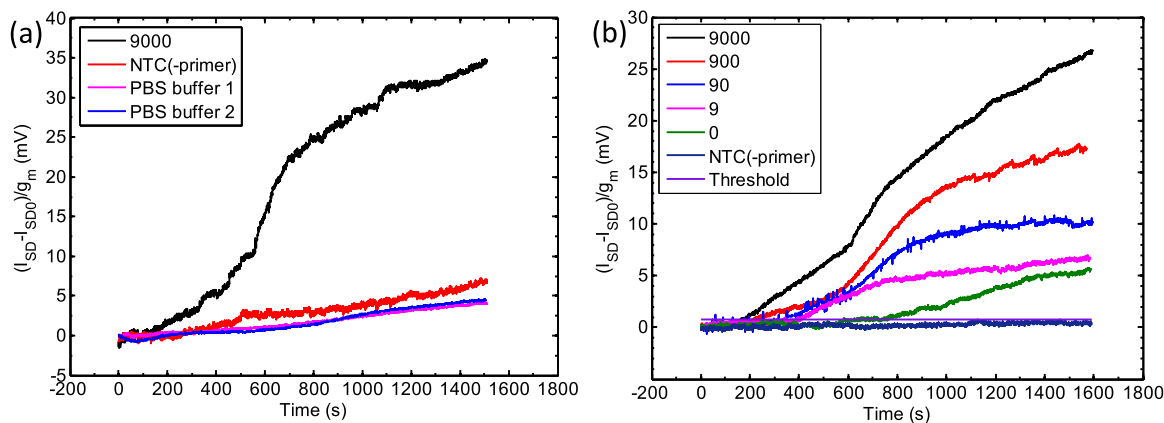 (a)
9000
NTC(-primer)
PBS buffer 1
PBS buffer 2
40
35
30
25
20
15
10
5
0
-5
(I_SD-I_SD0)/g_m (mV)
-200 0 200 400 600 800 1000 1200 1400 1600 1800
Time (s)
(b)
9000
900
90
9
0
NTC(-primer)
Threshold
30
25
20
15
10
5
0
(I_SD-I_SD0)/g_m (mV)
-200 0 200 400 600 800 1000 1200 1400 1600 1800
Time (s)